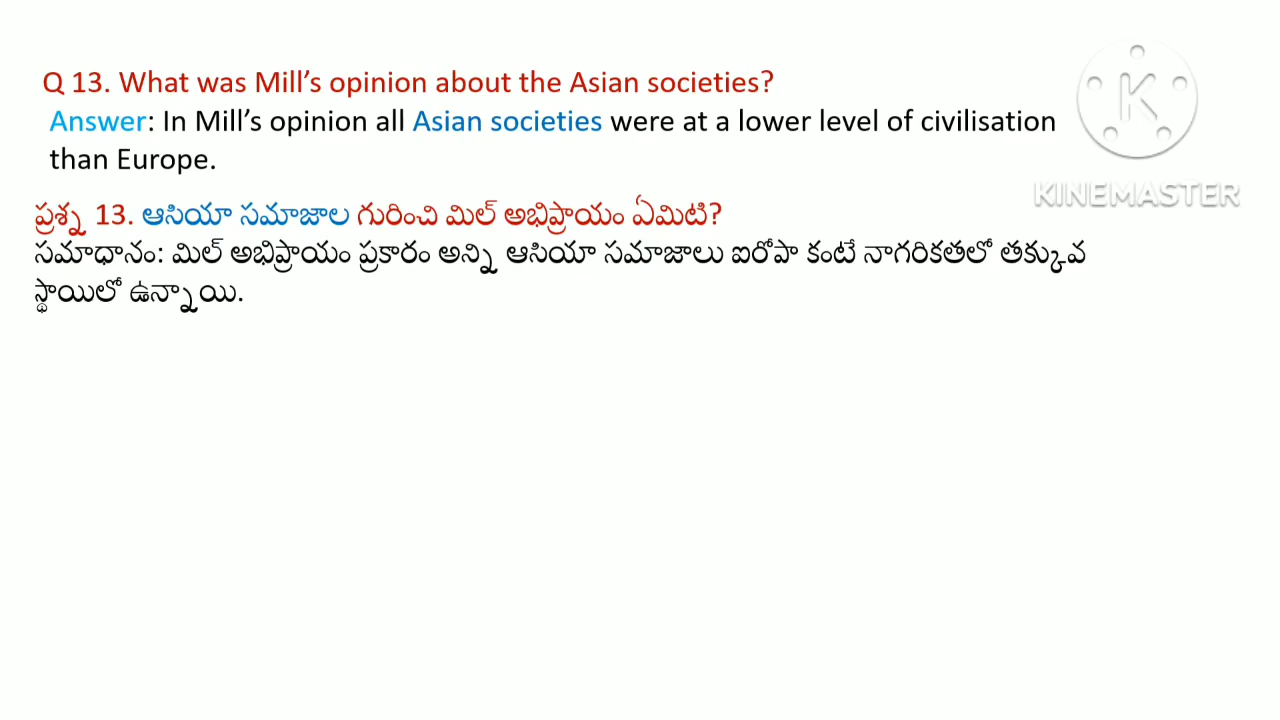 Q 13. What was Mill’s opinion about the Asian societies?
Answer: In Mill’s opinion all Asian societies were at a lower level of civilisation
than Europe.
K
KINEMASTER
ప్రశ్న 13. ఆసియా సమాజాల గురించి మిల్ అభిప్రాయం ఏమిటి?
సమాధానం: మిల్ అభిప్రాయం ప్రకారం అన్ని ఆసియా సమాజాలు ఐరోపా కంటే నాగరికతలో తక్కువ
స్థాయిలో ఉన్నాయి.